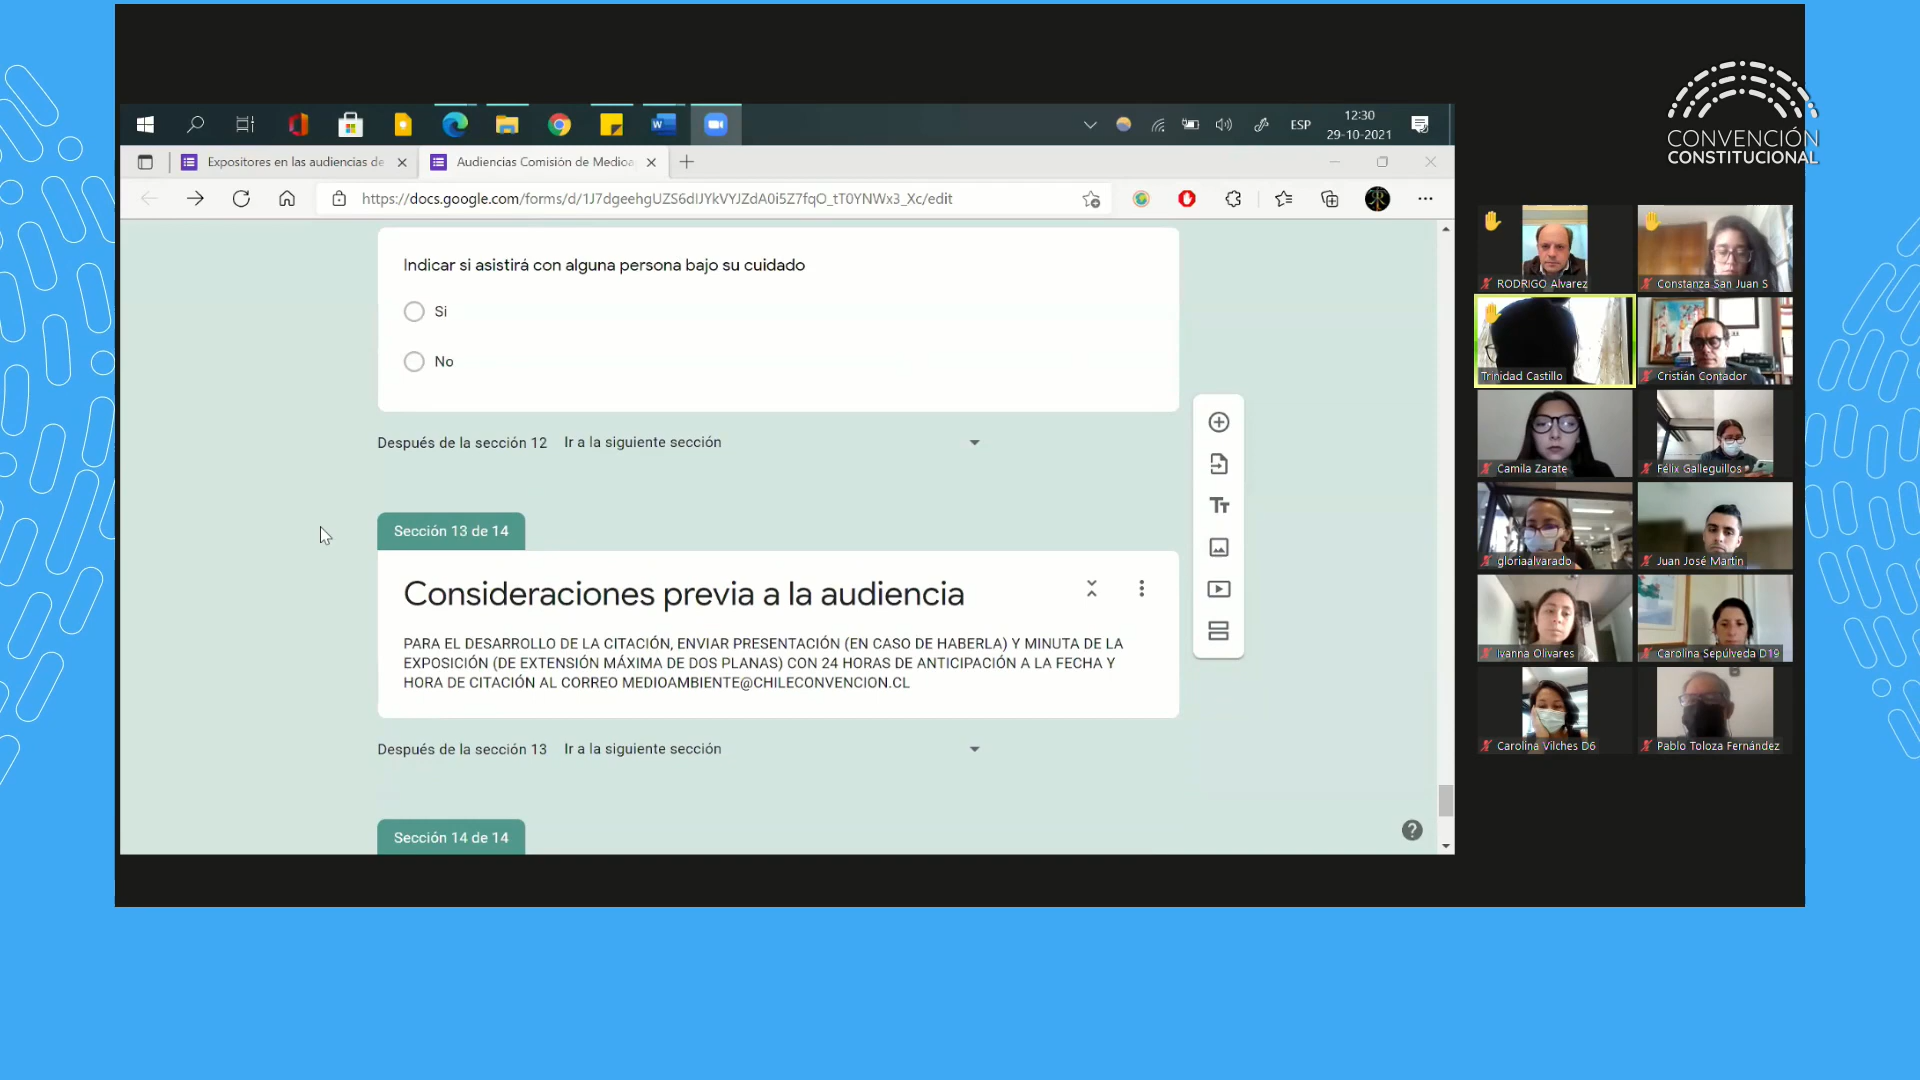 12:30
ESP
29-10-2021
CONVENCIÓN
CONSTITUCIONAL
Expositores en las audiencias de
Audiencias Comisión de Medioa
https://docs.google.com/forms/d/1J7dgeehgUZS6dIJYkVYJZdA0i5Z7fqO_tT0YNWx3_Xc/edit
Indicar si asistirá con alguna persona bajo su cuidado
Si
No
Después de la sección 12 Ir a la siguiente sección
Sección 13 de 14
Consideraciones previa a la audiencia
PARA EL DESARROLLO DE LA CITACIÓN, ENVIAR PRESENTACIÓN (EN CASO DE HABERLA) Y MINUTA DE LA
EXPOSICIÓN (DE EXTENSIÓN MÁXIMA DE DOS PLANAS) CON 24 HORAS DE ANTICIPACIÓN A LA FECHA Y
HORA DE CITACIÓN AL CORREO MEDIOAMBIENTE@CHILECONVENCION.CL
Después de la sección 13 Ir a la siguiente sección
Sección 14 de 14
RODRIGO Alvarez
Constanza San Juan S
Trinidad Castillo
Cristián Contador
Camila Zarate
Félix Galleguillos
gloriaalvarado
Juan José Martin
Ivanna Olivares
Carolina Sepúlveda D19
Carolina Vilches D6
Pablo Toloza Fernández